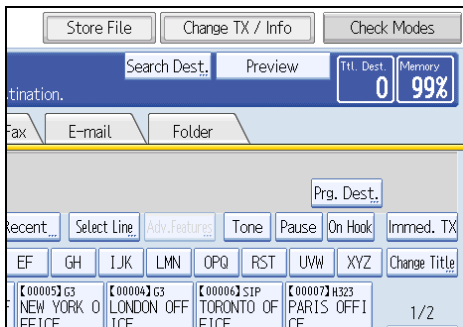 Store File Change TX / Info Check Modes
Search Dest. Preview Ttl. Dest. Memory
tination. 0 99%
Fax E-mail Folder
Prg. Dest.
Recent Select Line Adv.Features Tone Pause On Hook Immed. TX
EF GH IJK LMN OPQ RST UVW XYZ Change Title
【00005】G3 【00004】G3 【00006】SIP 【00007】H323
F NEW YORK O LONDON OFF TORONTO OF PARIS OFFI 1/2
FFICE ICE FICE CE